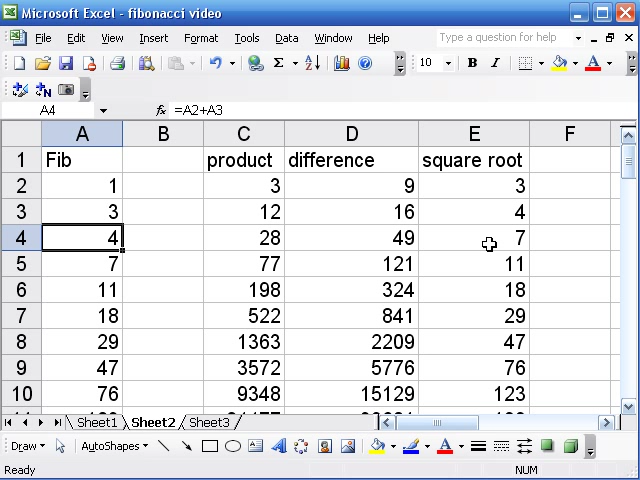 Microsoft Excel - fibonacci video
File Edit View Insert Format Tools Data Window Help Type a question for help
10 B I A
A4 fx =A2+A3
A B C D E F
1 Fib product difference square root
2 1 3 9 3
3 3 12 16 4
4 4 28 49 7
5 7 77 121 11
6 11 198 324 18
7 18 522 841 29
8 29 1363 2209 47
9 47 3572 5776 76
10 76 9348 15129 123
Sheet1 Sheet2 Sheet3
Draw AutoShapes A A
Ready NUM